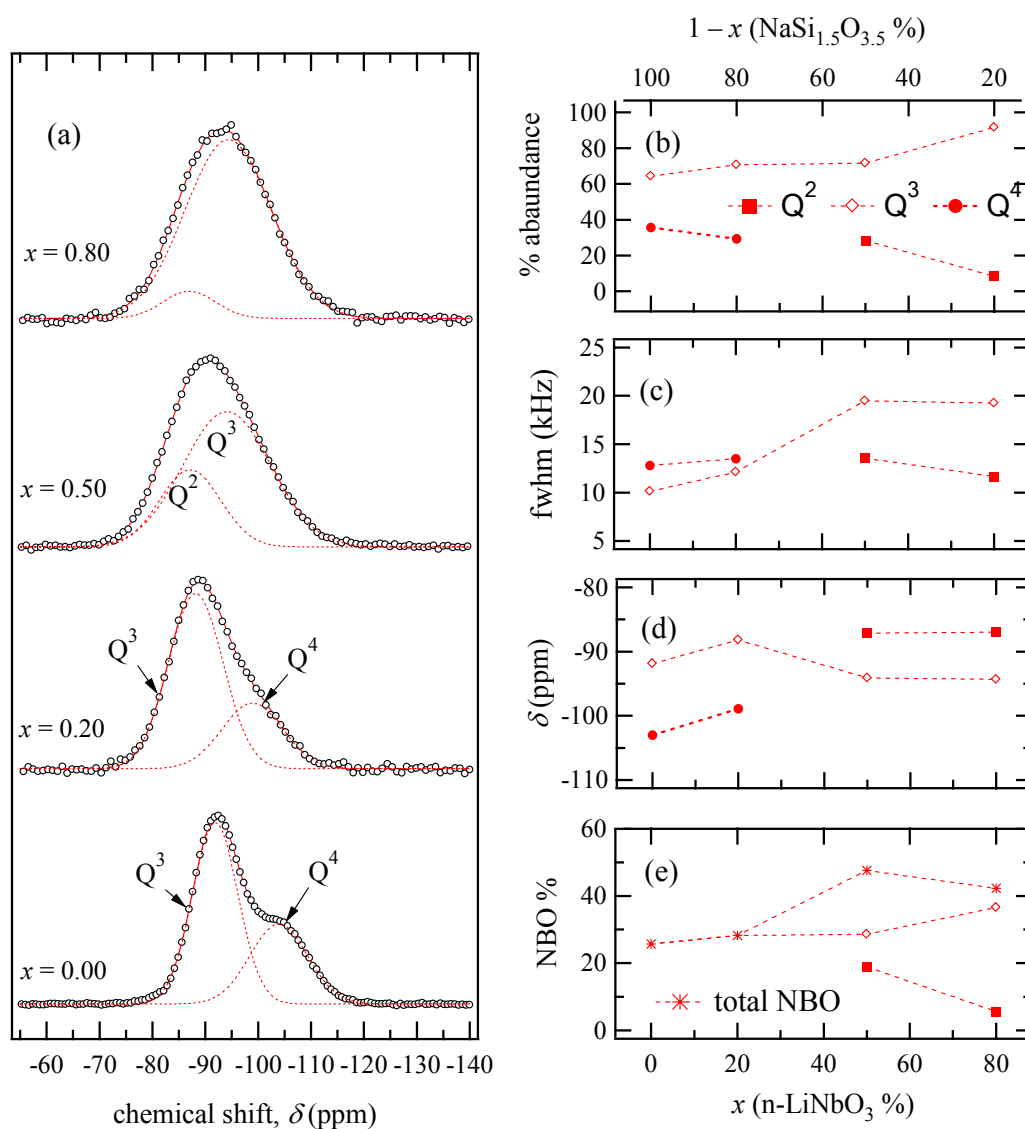 (a)
x = 0.80
x = 0.50
Q³
Q²
x = 0.20
Q³
Q⁴
x = 0.00
Q³
Q⁴
-60 -70 -80 -90 -100 -110 -120 -130 -140
chemical shift, δ (ppm)
1 – x (NaSi₁.₅O₃.₅ %)
100 80 60 40 20
100
80
60
40
20
0
% abaundance
(b)
Q² Q³ Q⁴
25
20
15
10
5
fwhm (kHz)
(c)
-80
-90
-100
-110
δ (ppm)
(d)
60
40
20
0
NBO %
(e)
total NBO
0 20 40 60 80
x (n-LiNbO₃ %)